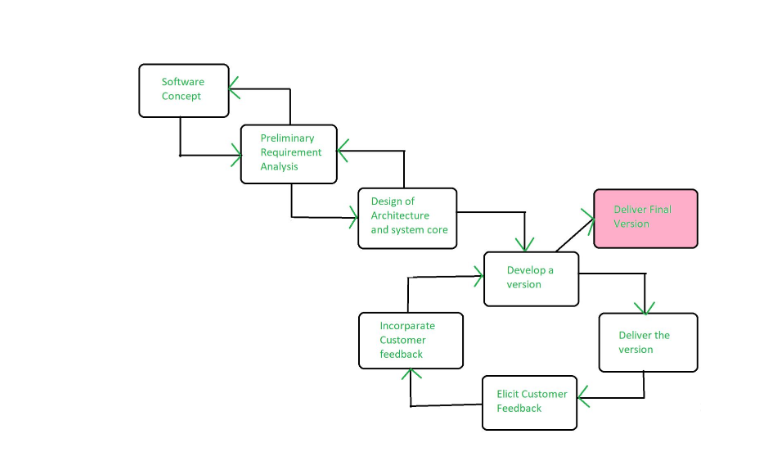 Software
Concept
Preliminary
Requirement
Analysis
Design of
Architecture
and system core
Deliver Final
Version
Develop a
version
Incorparate
Customer
feedback
Deliver the
version
Elicit Customer
Feedback